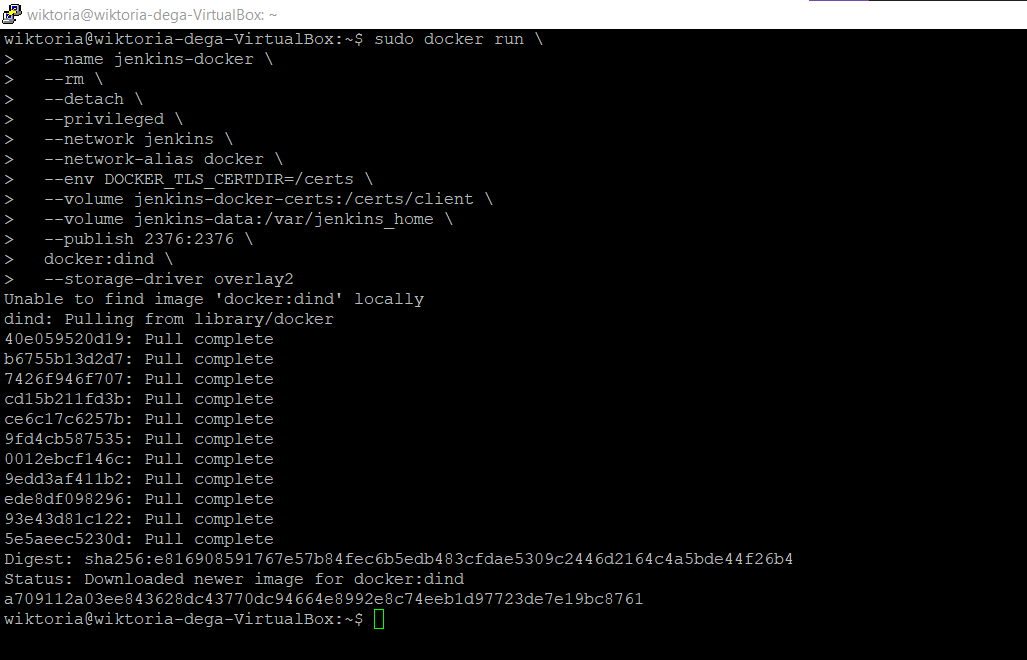 wiktoria@wiktoria-dega-VirtualBox: ~
wiktoria@wiktoria-dega-VirtualBox:~$ sudo docker run \
>   --name jenkins-docker \
>   --rm \
>   --detach \
>   --privileged \
>   --network jenkins \
>   --network-alias docker \
>   --env DOCKER_TLS_CERTDIR=/certs \
>   --volume jenkins-docker-certs:/certs/client \
>   --volume jenkins-data:/var/jenkins_home \
>   --publish 2376:2376 \
>   docker:dind \
>   --storage-driver overlay2
Unable to find image 'docker:dind' locally
dind: Pulling from library/docker
40e059520d19: Pull complete
b6755b13d2d7: Pull complete
7426f946f707: Pull complete
cd15b211fd3b: Pull complete
ce6c17c6257b: Pull complete
9fd4cb587535: Pull complete
0012ebcf146c: Pull complete
9edd3af411b2: Pull complete
ede8df098296: Pull complete
93e43d81c122: Pull complete
5e5aeec5230d: Pull complete
Digest: sha256:e816908591767e57b84fec6b5edb483cfdae5309c2446d2164c4a5bde44f26b4
Status: Downloaded newer image for docker:dind
a709112a03ee843628dc43770dc94664e8992e8c74eeb1d97723de7e19bc8761
wiktoria@wiktoria-dega-VirtualBox:~$